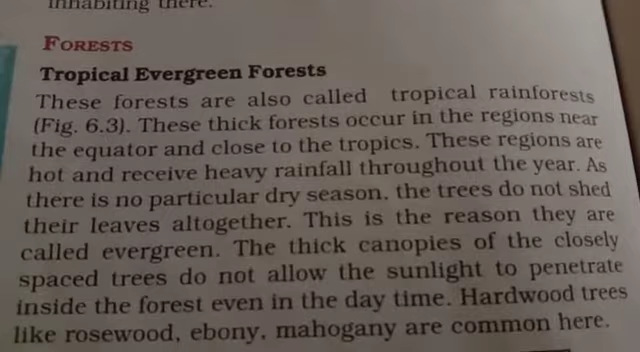 inhabiting there.
FORESTS
Tropical Evergreen Forests
These forests are also called tropical rainforests
(Fig. 6.3). These thick forests occur in the regions near
the equator and close to the tropics. These regions are
hot and receive heavy rainfall throughout the year. As
there is no particular dry season, the trees do not shed
their leaves altogether. This is the reason they are
called evergreen. The thick canopies of the closely
spaced trees do not allow the sunlight to penetrate
inside the forest even in the day time. Hardwood trees
like rosewood, ebony, mahogany are common here.